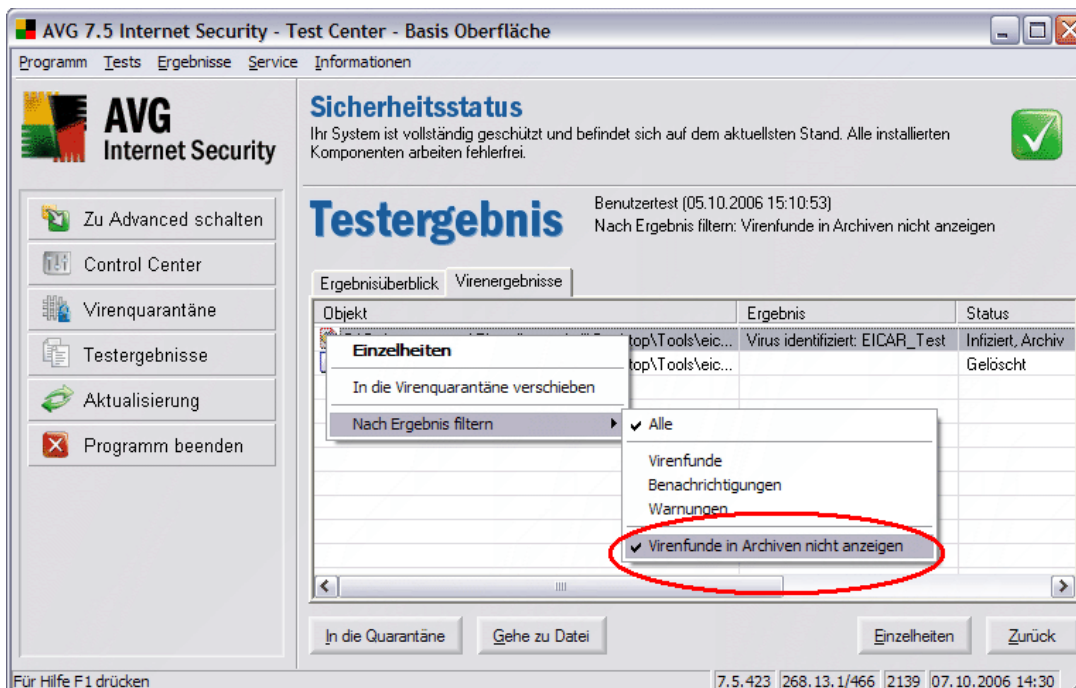 AVG 7.5 Internet Security - Test Center - Basis Oberfläche
Programm Tests Ergebnisse Service Informationen
AVG
Internet Security
Zu Advanced schalten
Control Center
Virenquarantäne
Testergebnisse
Aktualisierung
Programm beenden
Sicherheitsstatus
Ihr System ist vollständig geschützt und befindet sich auf dem aktuellsten Stand. Alle installierten
Komponenten arbeiten fehlerfrei.
Testergebnis
Benutzertest (05.10.2006 15:10:53)
Nach Ergebnis filtern: Virenfunde in Archiven nicht anzeigen
Ergebnisüberblick Virenergebnisse
Objekt Ergebnis Status
top\Tools\eic... Virus identifiziert: EICAR_Test Infiziert, Archiv
top\Tools\eic... Gelöscht
Einzelheiten
In die Virenquarantäne verschieben
Nach Ergebnis filtern
Alle
Virenfunde
Benachrichtigungen
Warnungen
Virenfunde in Archiven nicht anzeigen
In die Quarantäne Gehe zu Datei Einzelheiten Zurück
Für Hilfe F1 drücken 7.5.423 268.13.1/466 2139 07.10.2006 14:30